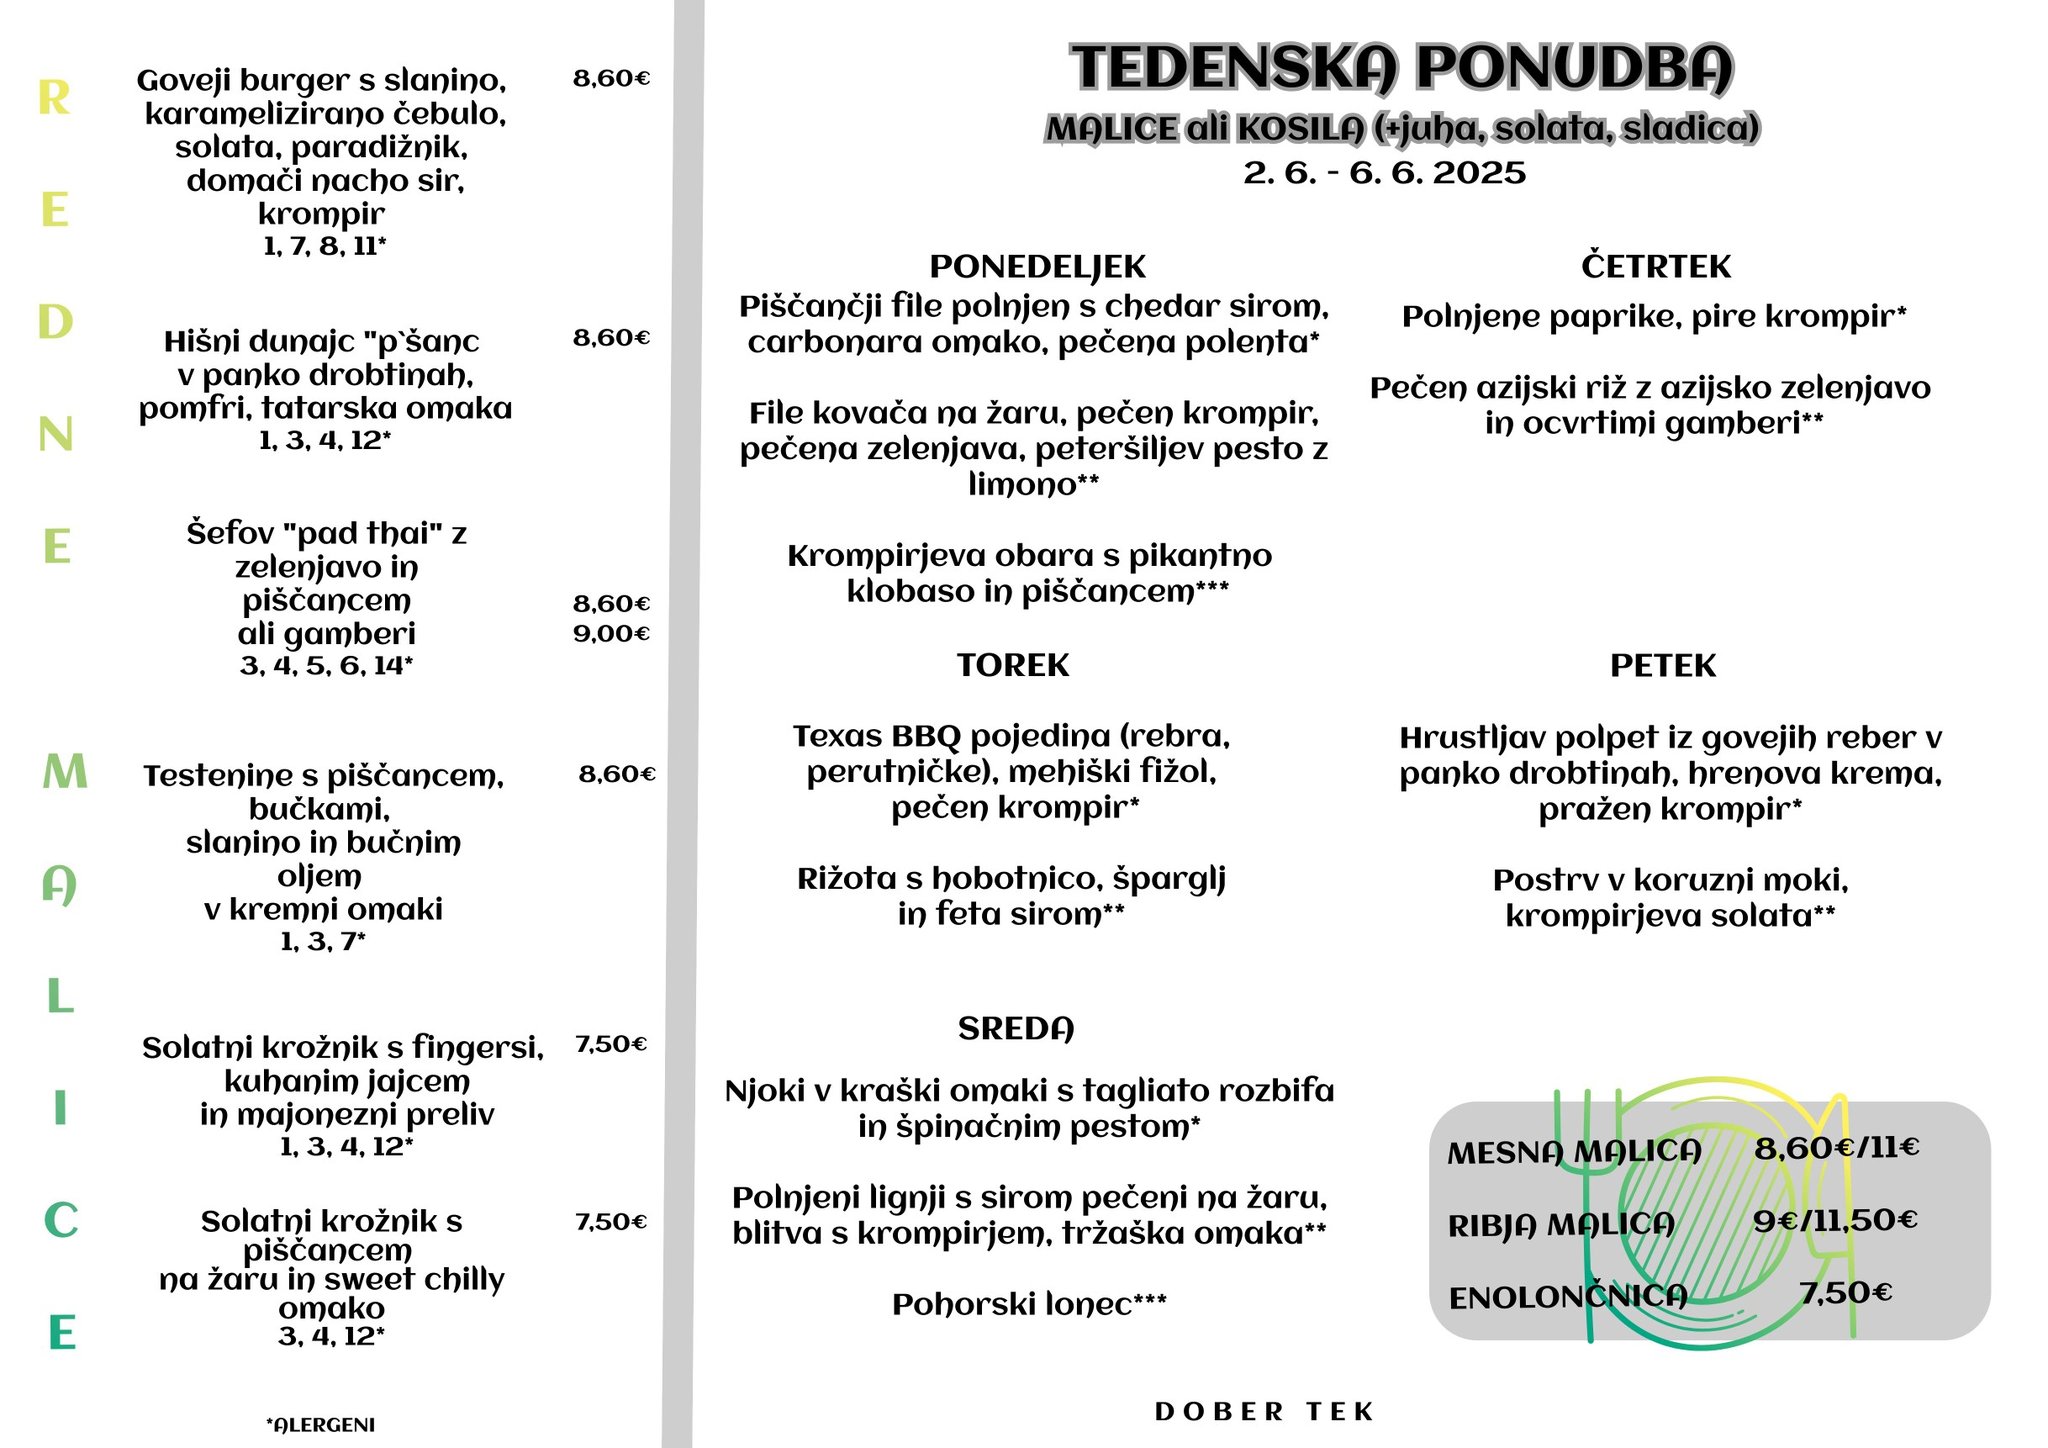 REDNE MALICE
Goveji burger s slanino, 8,60€
karamelizirano čebulo,
solata, paradižnik,
domači nacho sir,
krompir
1, 7, 8, 11*
Hišni dunajc "p`šanc 8,60€
v panko drobtinah,
pomfri, tatarska omaka
1, 3, 4, 12*
Šefov "pad thai" z
zelenjavo in
piščancem 8,60€
ali gamberi 9,00€
3, 4, 5, 6, 14*
Testenine s piščancem, 8,60€
bučkami,
slanino in bučnim
oljem
v kremni omaki
1, 3, 7*
Solatni krožnik s fingersi, 7,50€
kuhanim jajcem
in majonezni preliv
1, 3, 4, 12*
Solatni krožnik s 7,50€
piščancem
na žaru in sweet chilly
omako
3, 4, 12*
*ALERGENI
TEDENSKA PONUDBA
MALICE ali KOSILA (+juha, solata, sladica)
2. 6. - 6. 6. 2025
PONEDELJEK
Piščančji file polnjen s chedar sirom,
carbonara omako, pečena polenta*
File kovača na žaru, pečen krompir,
pečena zelenjava, peteršiljev pesto z
limono**
Krompirjeva obara s pikantno
klobaso in piščancem***
TOREK
Texas BBQ pojedina (rebra,
perutničke), mehiški fižol,
pečen krompir*
Rižota s hobotnico, šparglj
in feta sirom**
SREDA
Njoki v kraški omaki s tagliato rozbifa
in špinačnim pestom*
Polnjeni lignji s sirom pečeni na žaru,
blitva s krompirjem, tržaška omaka**
Pohorski lonec***
ČETRTEK
Polnjene paprike, pire krompir*
Pečen azijski riž z azijsko zelenjavo
in ocvrtimi gamberi**
PETEK
Hrustljav polpet iz govejih reber v
panko drobtinah, hrenova krema,
pražen krompir*
Postrv v koruzni moki,
krompirjeva solata**
MESNA MALICA 8,60€/11€
RIBJA MALICA 9€/11,50€
ENOLONČNICA 7,50€
DOBER TEK